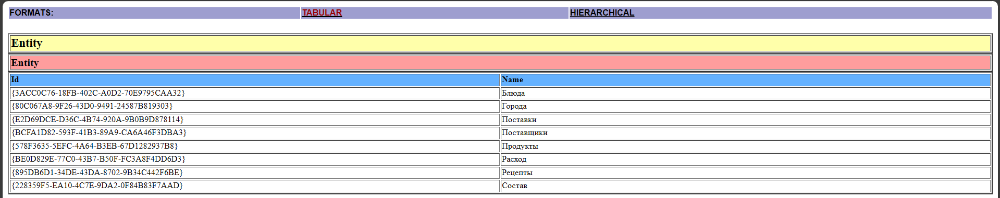 FORMATS: TABULAR HIERARCHICAL
Entity
Entity
Id Name
{3ACC0C76-18FB-402C-A0D2-70E9795CAA32} Блюда
{80C067A8-9F26-43D0-9491-24587B819303} Города
{E2D69DCE-D36C-4B74-920A-9B0B9D878114} Поставки
{BCFA1D82-593F-41B3-89A9-CA6A46F3DBA3} Поставщики
{578F3635-5EFC-4A64-B3EB-67D1282937B8} Продукты
{BE0D829E-77C0-43B7-B50F-FC3A8F4DD6D3} Расход
{895DB6D1-34DE-43DA-8702-9B34C442F6BE} Рецепты
{228359F5-EA10-4C7E-9DA2-0F84B83F7AAD} Состав